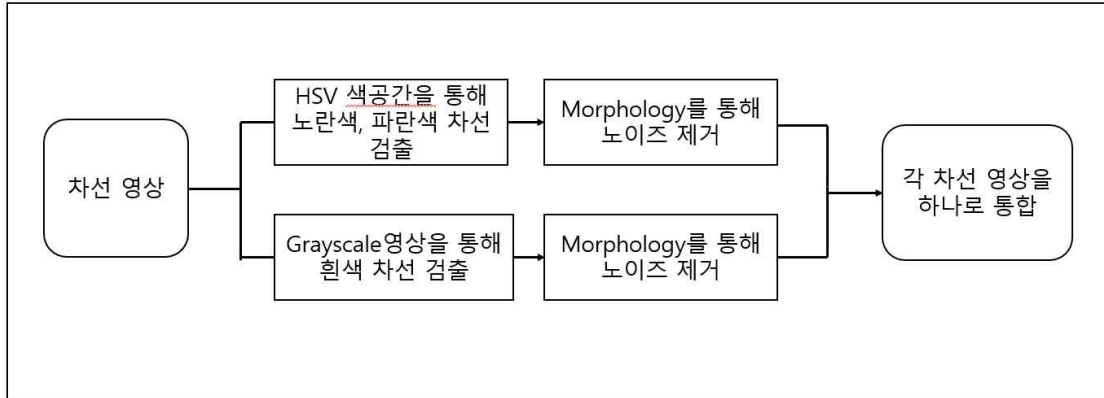 차선 영상
HSV 색공간을 통해
노란색, 파란색 차선
검출
Morphology를 통해
노이즈 제거
Grayscale영상을 통해
흰색 차선 검출
Morphology를 통해
노이즈 제거
각 차선 영상을
하나로 통합